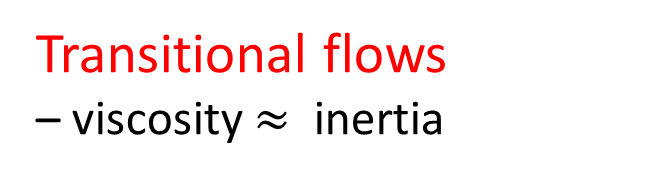 Transitional flows
– viscosity ≈ inertia